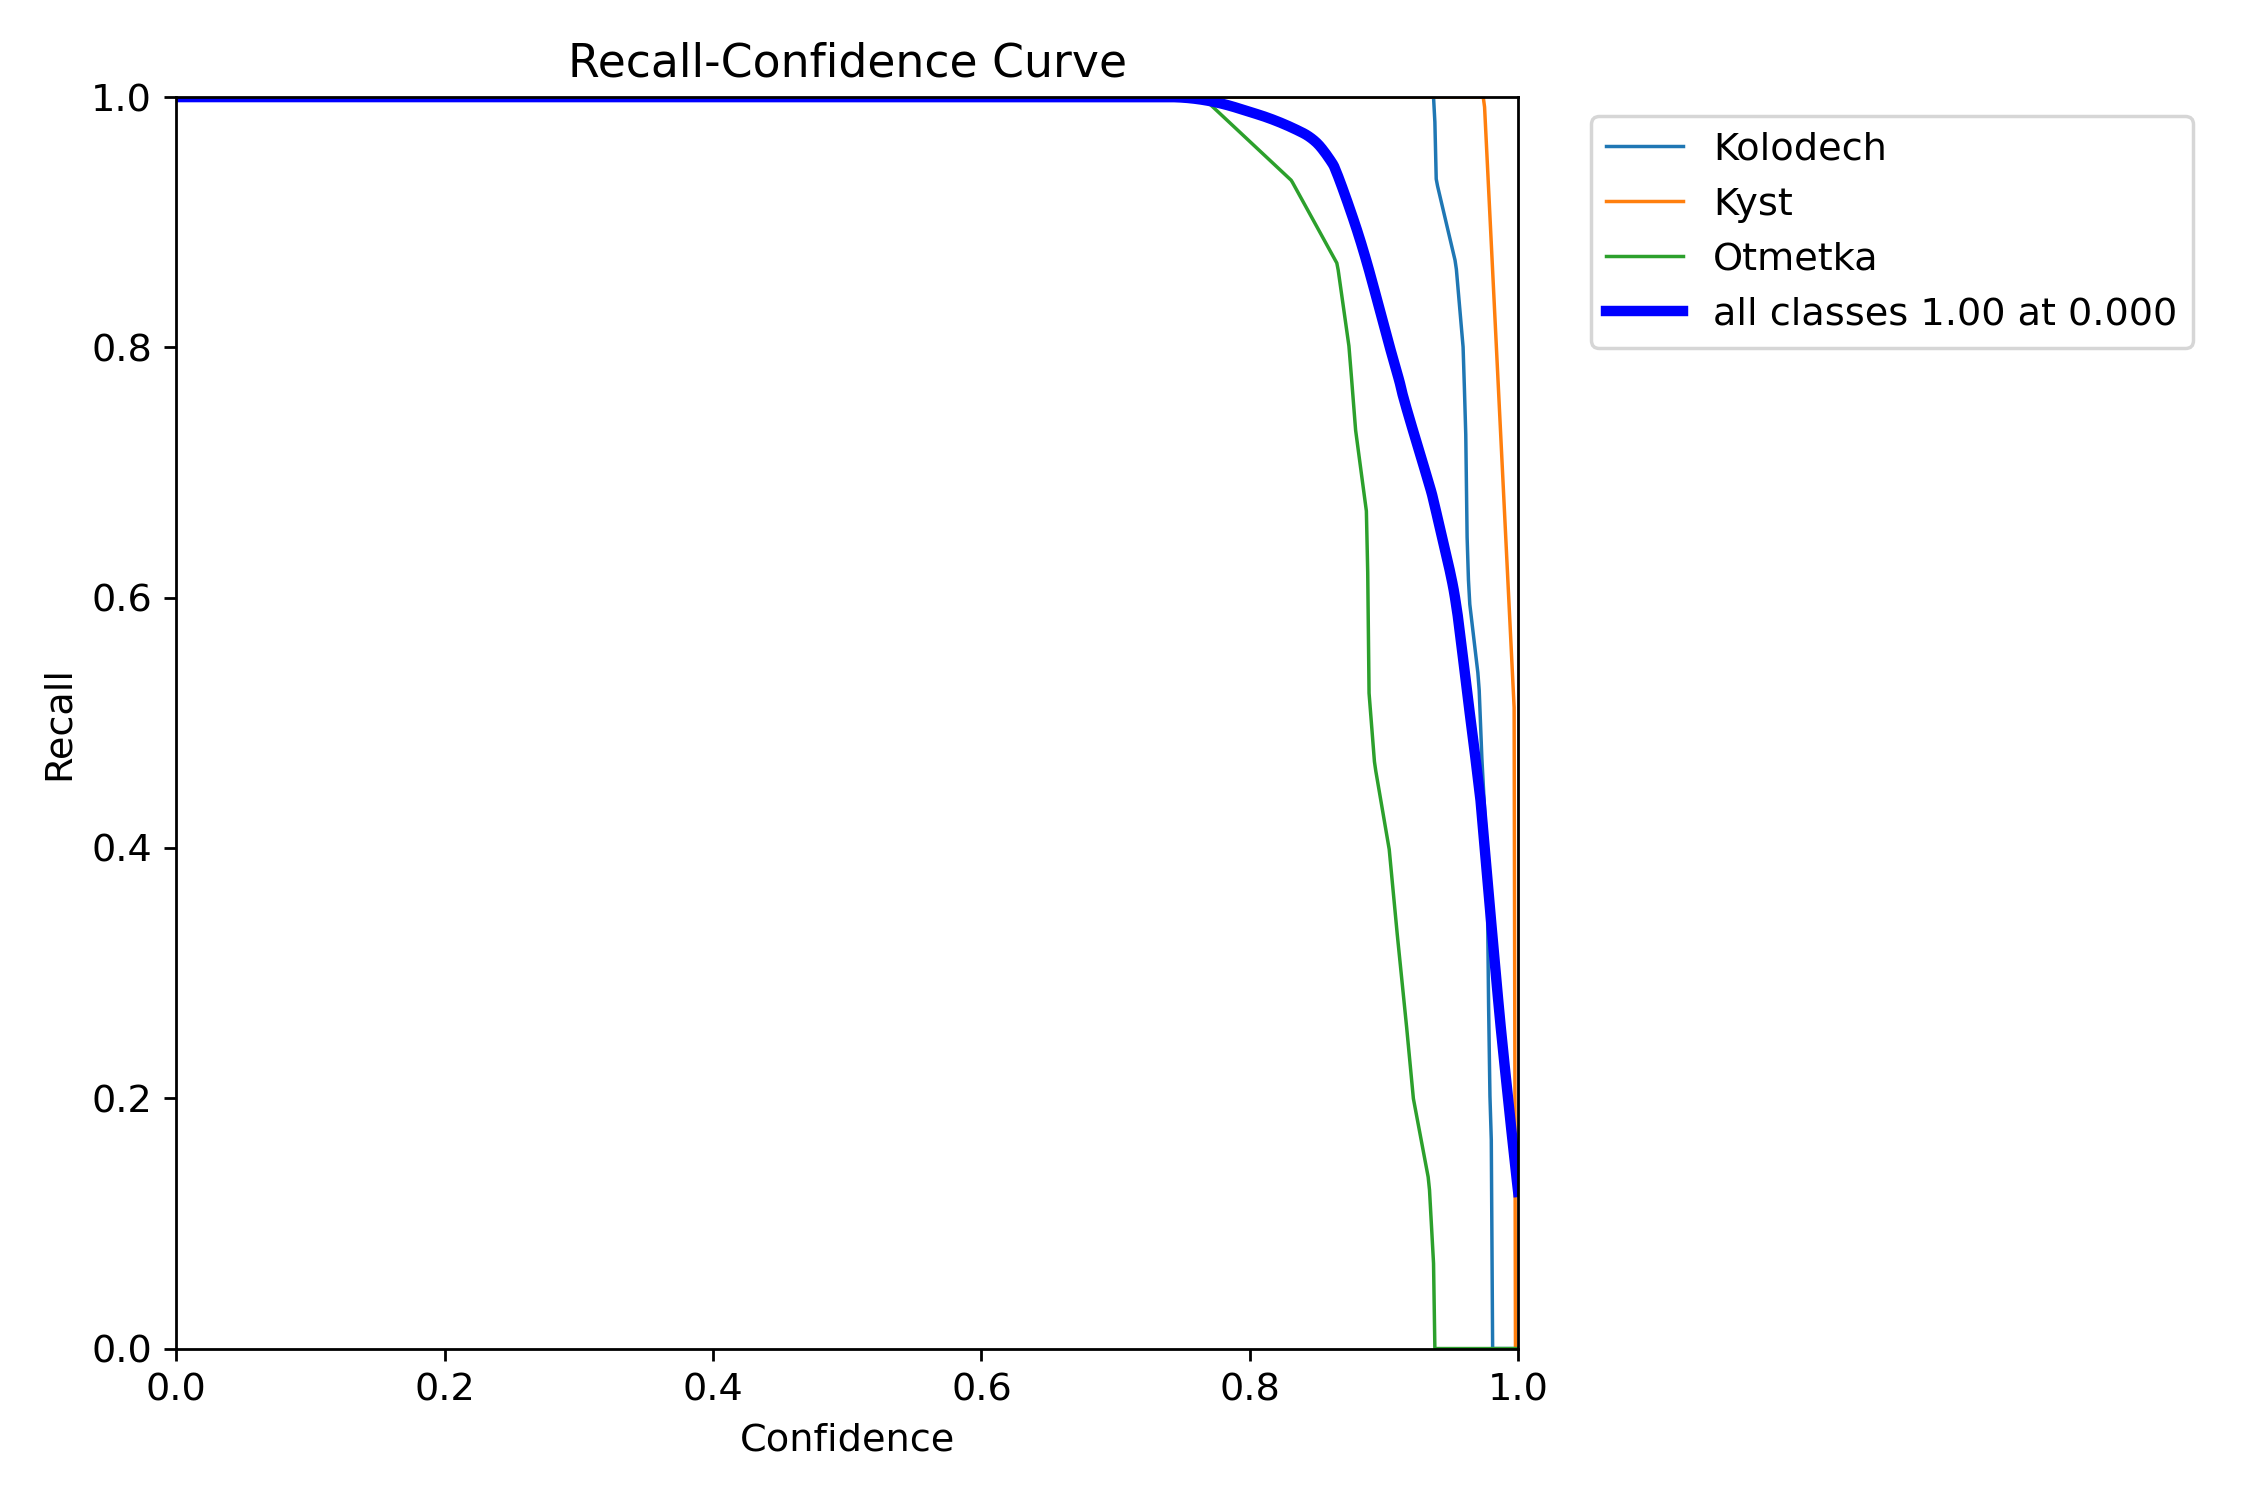 Recall-Confidence Curve
1.0
0.8
0.6
0.4
0.2
0.0
Recall
0.0 0.2 0.4 0.6 0.8 1.0
Confidence
Kolodech
Kyst
Otmetka
all classes 1.00 at 0.000